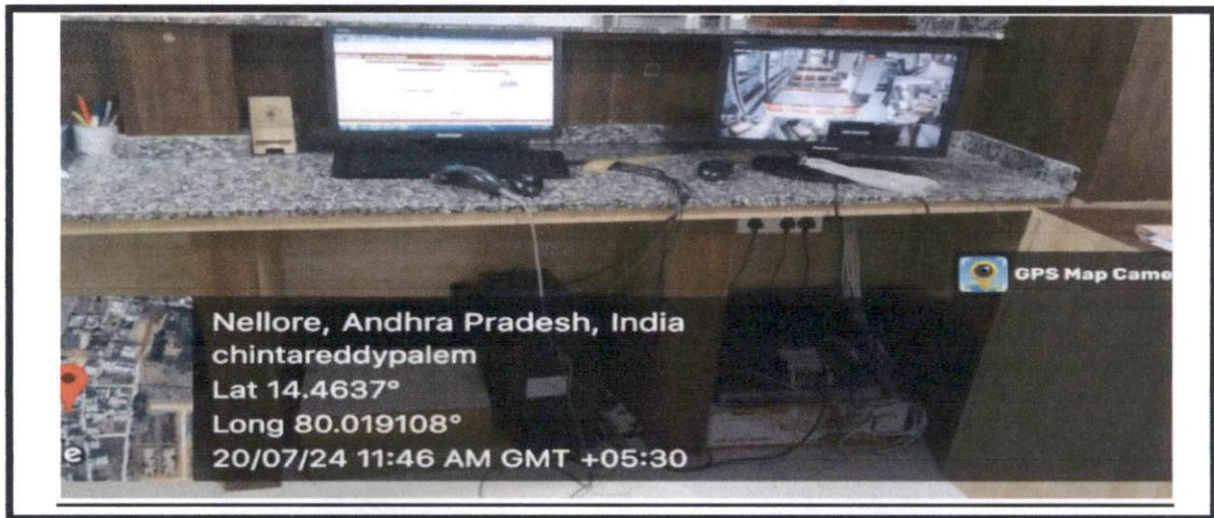 GPS Map Came
Nellore, Andhra Pradesh, India
chintareddypalem
Lat 14.4637°
Long 80.019108°
20/07/24 11:46 AM GMT +05:30
e